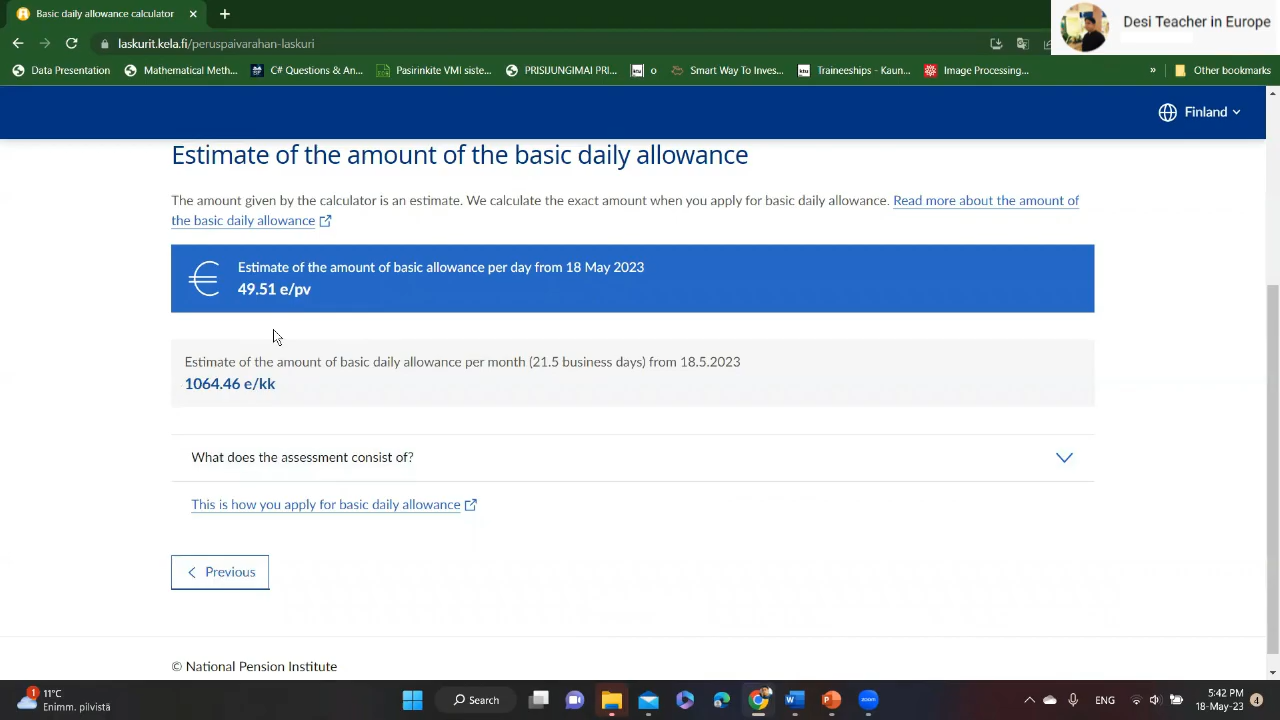 Basic daily allowance calculator
Desi Teacher in Europe
laskurit.kela.fi/peruspaivarahan-laskuri
Data Presentation
Mathematical Met...
C# Questions & An...
Pasirinkite VMI siste...
PRISIJUNGIMAI PRI...
ktu o
Smart Way To Inves...
ktu Traineeships - Kaun...
Image Processing...
» Other bookmarks
Finland
Estimate of the amount of the basic daily allowance
The amount given by the calculator is an estimate. We calculate the exact amount when you apply for basic daily allowance. Read more about the amount of
the basic daily allowance
Estimate of the amount of basic allowance per day from 18 May 2023
49.51 e/pv
Estimate of the amount of basic daily allowance per month (21.5 business days) from 18.5.2023
1064.46 e/kk
What does the assessment consist of?
This is how you apply for basic daily allowance
Previous
© National Pension Institute
1
11°C
Enimm. pilvistä
Search
zoom
ENG
5:42 PM
18-May-23
4